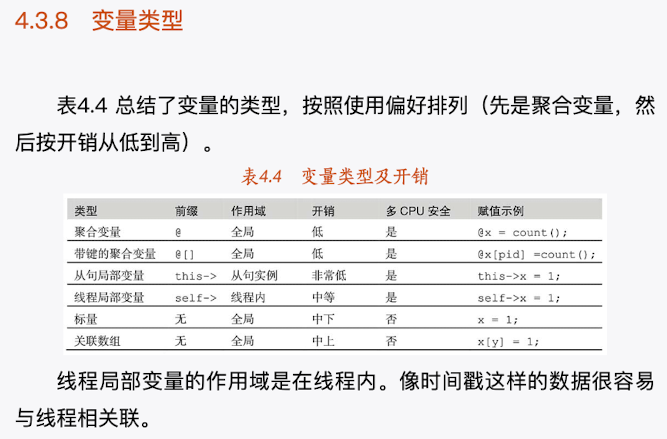 4.3.8 变量类型
表4.4 总结了变量的类型，按照使用偏好排列（先是聚合变量，然
后按开销从低到高）。
表4.4 变量类型及开销
类型 前缀 作用域 开销 多 CPU 安全 赋值示例
聚合变量 @ 全局 低 是 @x = count();
带键的聚合变量 @[] 全局 低 是 @x[pid] =count();
从句局部变量 this-> 从句实例 非常低 是 this->x = 1;
线程局部变量 self-> 线程内 中等 是 self->x = 1;
标量 无 全局 中下 否 x = 1;
关联数组 无 全局 中上 否 x[y] = 1;
线程局部变量的作用域是在线程内。像时间戳这样的数据很容易
与线程相关联。